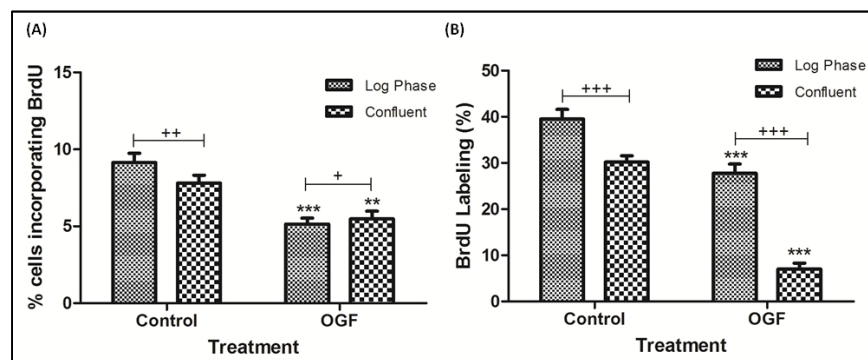 (A)
% cells incorporating BrdU
15
10
5
0
Log Phase
Confluent
++
+
***
**
Control
OGF
Treatment
(B)
BrdU Labeling (%)
50
40
30
20
10
0
Log Phase
Confluent
+++
+++
***
***
Control
OGF
Treatment